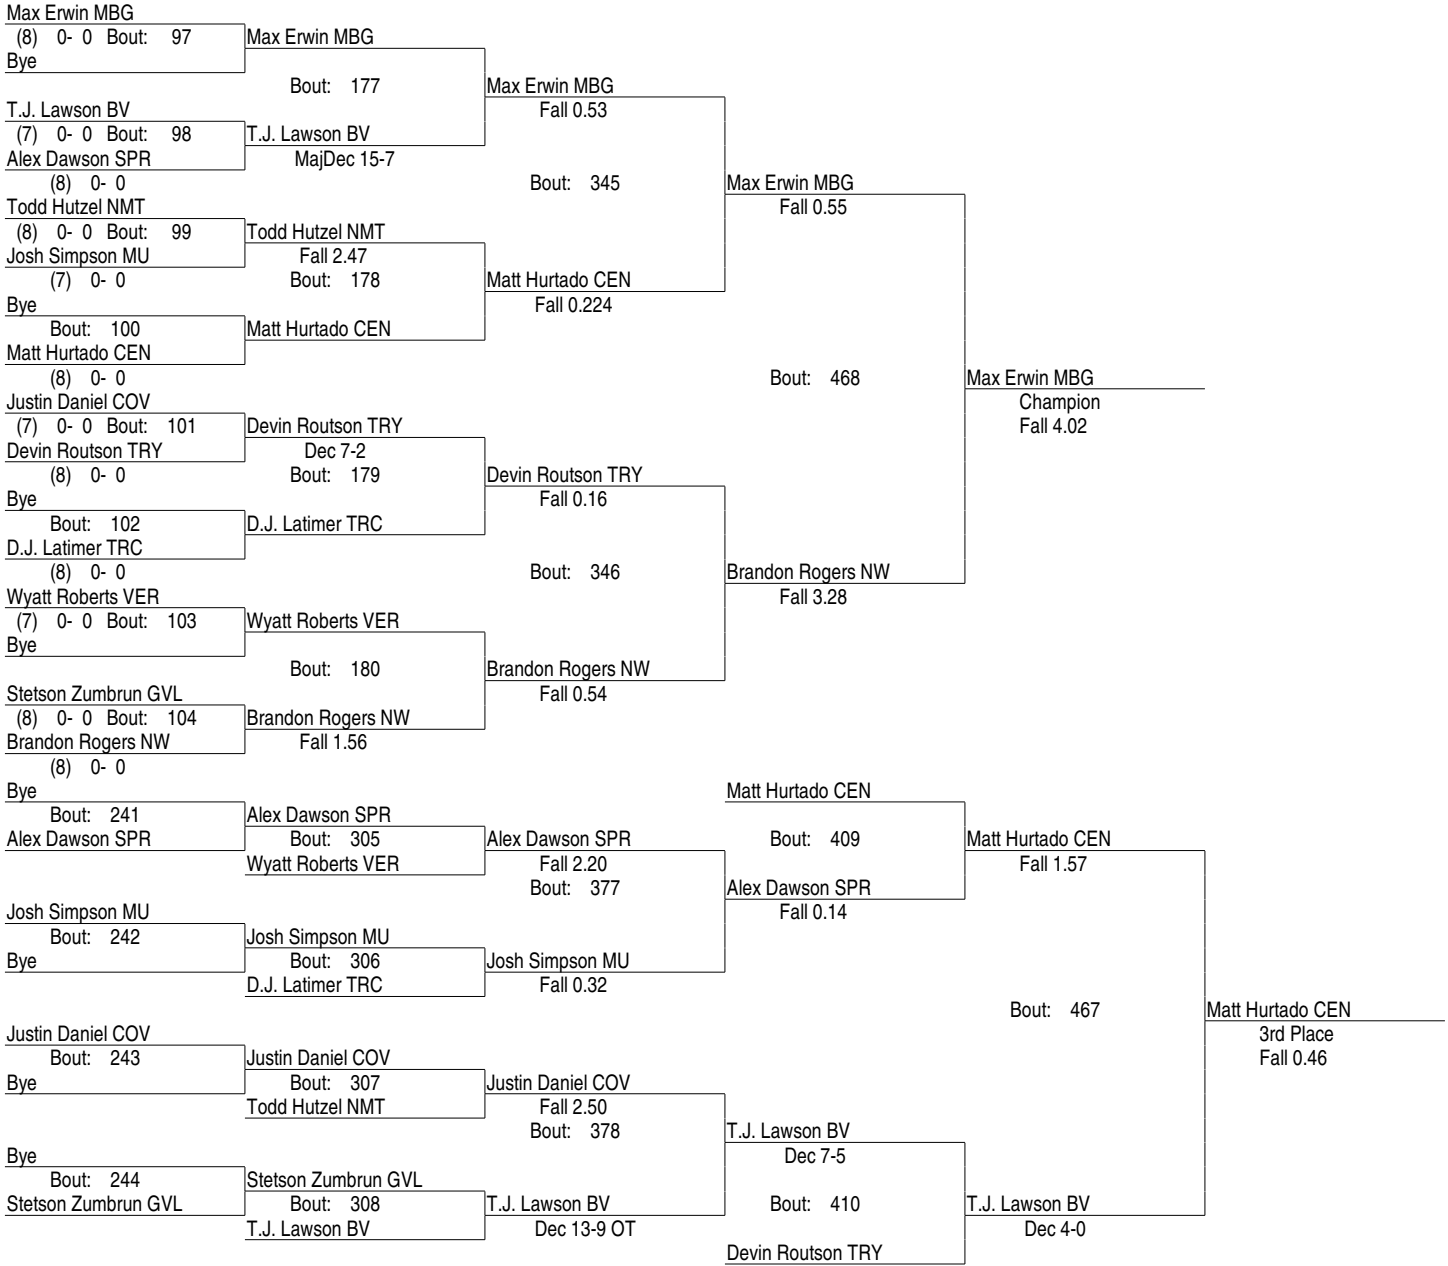 Max Erwin MBG
(8) 0- 0 Bout: 97 Max Erwin MBG
Bye
Bout: 177 Max Erwin MBG
T.J. Lawson BV Fall 0.53
(7) 0- 0 Bout: 98 T.J. Lawson BV
Alex Dawson SPR MajDec 15-7
(8) 0- 0 Bout: 345 Max Erwin MBG
Todd Hutzel NMT Fall 0.55
(8) 0- 0 Bout: 99 Todd Hutzel NMT
Josh Simpson MU Fall 2.47
(7) 0- 0 Bout: 178 Matt Hurtado CEN
Bye Fall 0.224
Bout: 100 Matt Hurtado CEN
Matt Hurtado CEN
(8) 0- 0 Bout: 468 Max Erwin MBG
Justin Daniel COV Champion
(7) 0- 0 Bout: 101 Devin Routson TRY Fall 4.02
Devin Routson TRY Dec 7-2
(8) 0- 0 Bout: 179 Devin Routson TRY
Bye Fall 0.16
Bout: 102 D.J. Latimer TRC
D.J. Latimer TRC
(8) 0- 0 Bout: 346 Brandon Rogers NW
Wyatt Roberts VER Fall 3.28
(7) 0- 0 Bout: 103 Wyatt Roberts VER
Bye
Bout: 180 Brandon Rogers NW
Stetson Zumbrun GVL Fall 0.54
(8) 0- 0 Bout: 104 Brandon Rogers NW
Brandon Rogers NW Fall 1.56
(8) 0- 0
Bye Matt Hurtado CEN
Bout: 241 Alex Dawson SPR
Alex Dawson SPR Bout: 305 Alex Dawson SPR Bout: 409 Matt Hurtado CEN
Wyatt Roberts VER Fall 2.20 Fall 1.57
Bout: 377 Alex Dawson SPR
Josh Simpson MU Fall 0.14
Bout: 242 Josh Simpson MU
Bye Bout: 306 Josh Simpson MU
D.J. Latimer TRC Fall 0.32
Bout: 467 Matt Hurtado CEN
Justin Daniel COV 3rd Place
Bout: 243 Justin Daniel COV Fall 0.46
Bye Bout: 307 Justin Daniel COV
Todd Hutzel NMT Fall 2.50
Bout: 378 T.J. Lawson BV
Bye Dec 7-5
Bout: 244 Stetson Zumbrun GVL
Stetson Zumbrun GVL Bout: 308 T.J. Lawson BV Bout: 410 T.J. Lawson BV
T.J. Lawson BV Dec 13-9 OT Dec 4-0
Devin Routson TRY